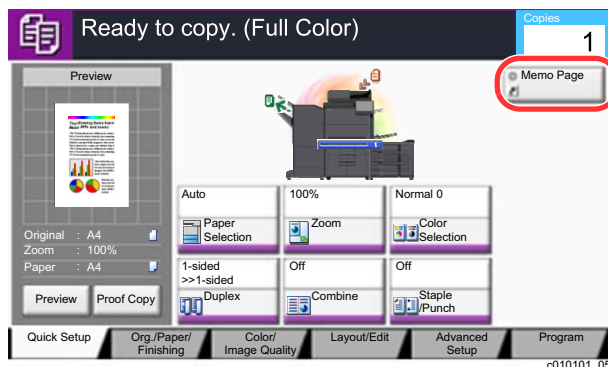 Ready to copy. (Full Color)
Copies
1
Memo Page
Preview
Original : A4
Zoom : 100%
Paper : A4
Preview
Proof Copy
Auto
Paper
Selection
100%
Zoom
Normal 0
Color
Selection
1-sided
>>1-sided
Duplex
Off
Combine
Off
Staple
/Punch
Quick Setup
Org./Paper/
Finishing
Color/
Image Quality
Layout/Edit
Advanced
Setup
Program